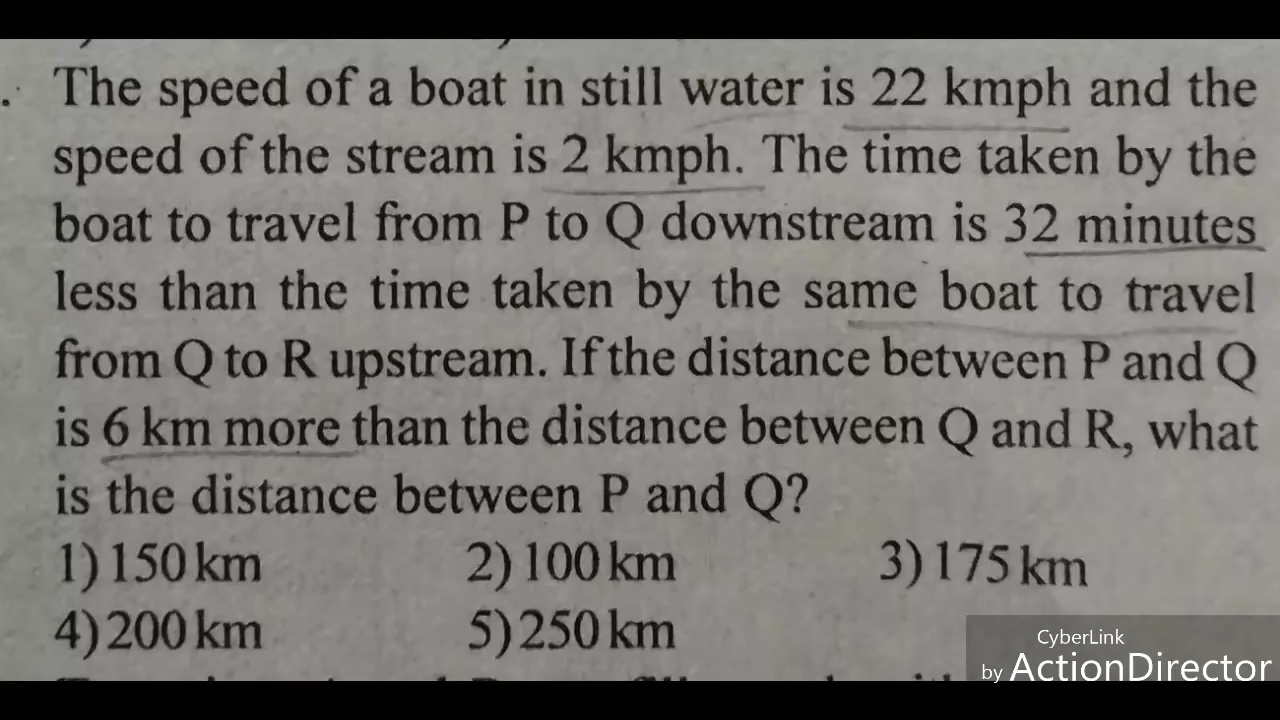 . The speed of a boat in still water is 22 kmph and the
speed of the stream is 2 kmph. The time taken by the
boat to travel from P to Q downstream is 32 minutes
less than the time taken by the same boat to travel
from Q to R upstream. If the distance between P and Q
is 6 km more than the distance between Q and R, what
is the distance between P and Q?
1) 150 km 2) 100 km 3) 175 km
4) 200 km 5) 250 km
CyberLink
by ActionDirector